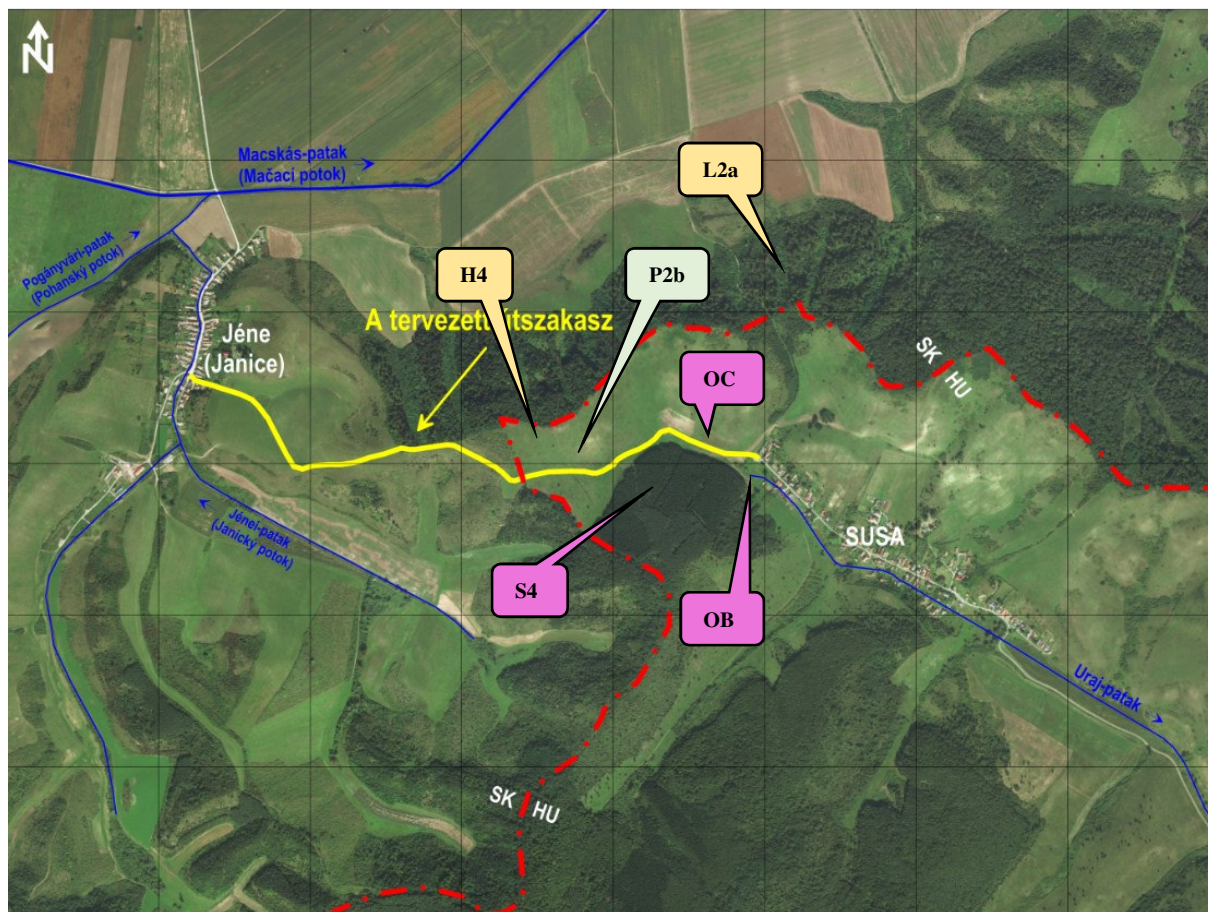 N
Macskás-patak
(Mačací potok)
L2a
Pogányvári-patak
(Pohanský potok)
H4
P2b
A tervezett útszakasz
Jéne
(Janice)
SK
HU
OC
Jénei-patak
(Janický potok)
SUSA
S4
OB
Uraj-patak
SK
HU